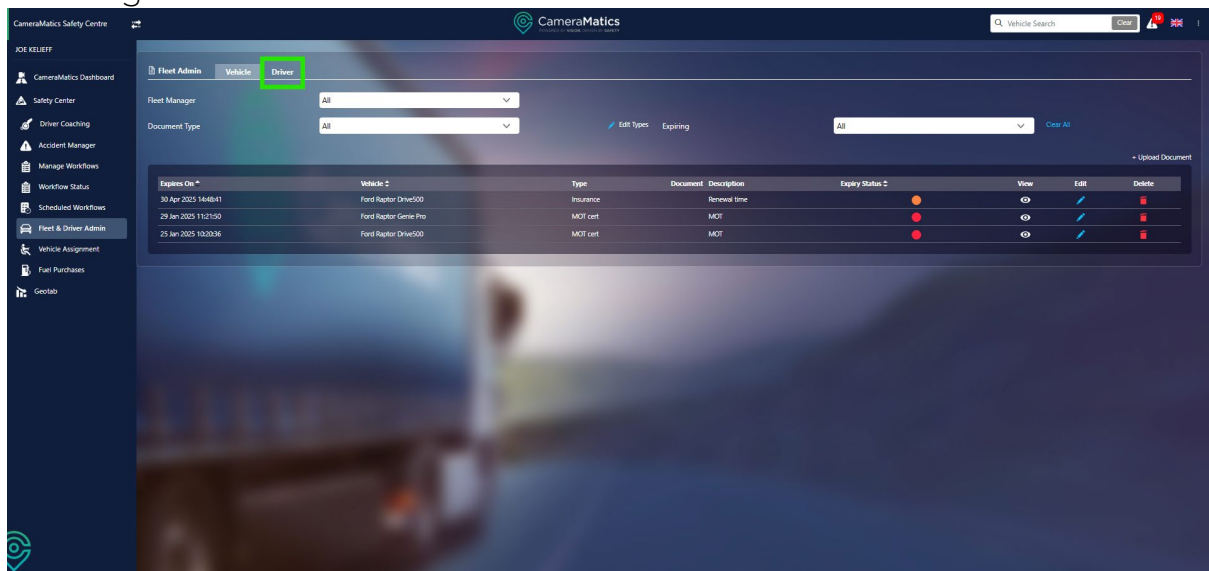 CameraMatics Safety Centre
CameraMatics
Vehicle Search
Clear
19
JOE KELIEFF
CameraMatics Dashboard
Safety Center
Driver Coaching
Accident Manager
Manage Workflows
Workflow Status
Scheduled Workflows
Fleet & Driver Admin
Vehicle Assignment
Fuel Purchases
Geotab
Fleet Admin Vehicle Driver
Fleet Manager All
Document Type All Edit Types Expiring All Clear All
+ Upload Document
Expires On Vehicle Type Document Description Expiry Status View Edit Delete
30 Apr 2025 14:48:41 Ford Raptor Drive500 Insurance Renewal time
29 Jan 2025 11:21:50 Ford Raptor Genie Pro MOT cert MOT
25 Jan 2025 10:20:36 Ford Raptor Drive500 MOT cert MOT